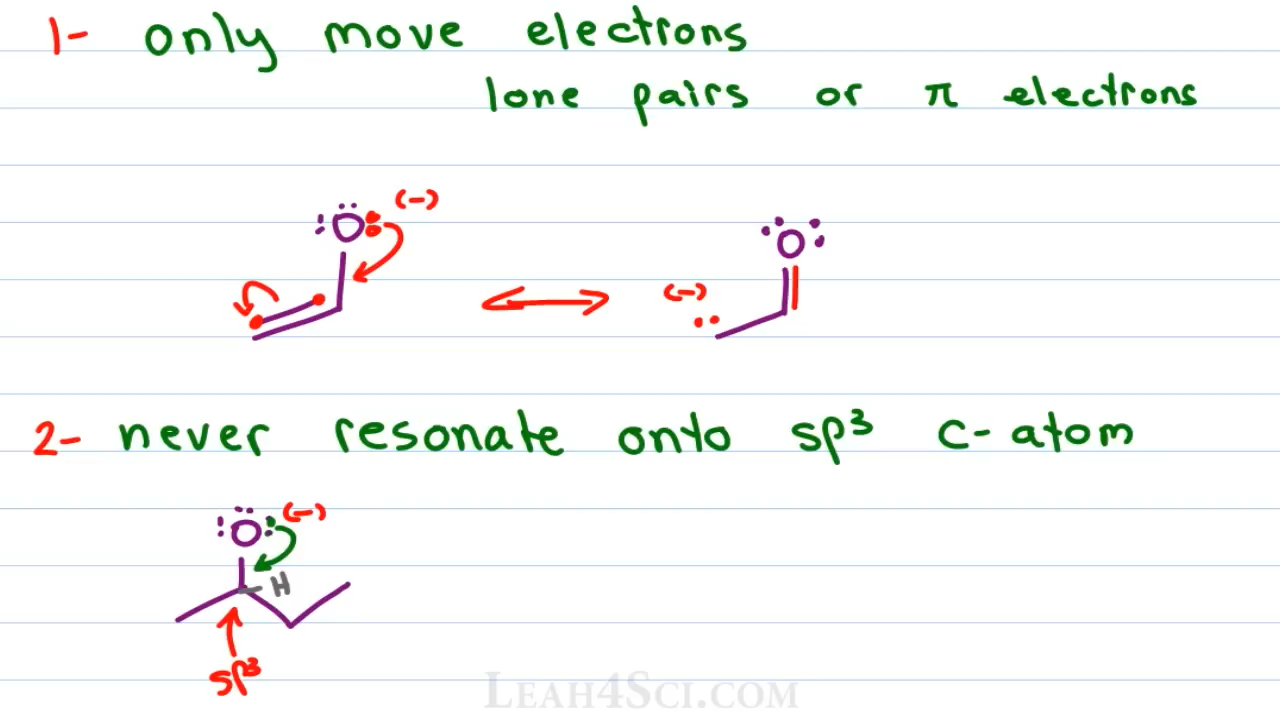 1- only move electrons
lone pairs or π electrons
(-)
O
(-)
O
2- never resonate onto sp³ c-atom
(-)
O
H
sp³
LEAH4SCI.COM